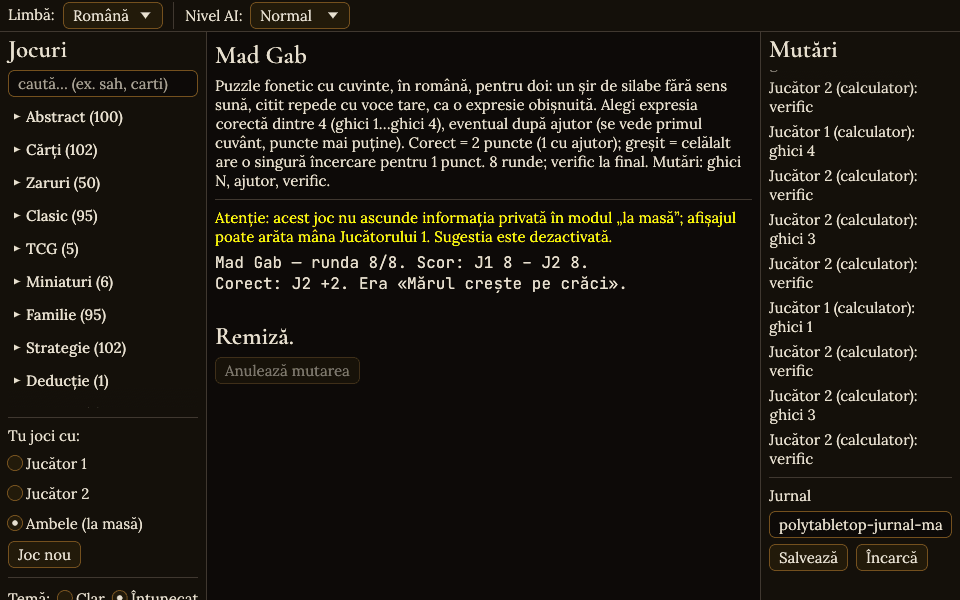 Limbă: Română ▼ Nivel AI: Normal ▼
Jocuri
caută... (ex. sah, carti)
▸ Abstract (100)
▸ Cărți (102)
▸ Zaruri (50)
▸ Clasic (95)
▸ TCG (5)
▸ Miniaturi (6)
▸ Familie (95)
▸ Strategie (102)
▸ Deducție (1)
Tu joci cu:
Jucător 1
Jucător 2
Ambele (la masă)
Joc nou
Temă: Clar Întunecat
Mad Gab
Puzzle fonetic cu cuvinte, în română, pentru doi: un șir de silabe fără sens
sună, citit repede cu voce tare, ca o expresie obișnuită. Alegi expresia
corectă dintre 4 (ghici 1...ghici 4), eventual după ajutor (se vede primul
cuvânt, puncte mai puține). Corect = 2 puncte (1 cu ajutor); greșit = celălalt
are o singură încercare pentru 1 punct. 8 runde; verific la final. Mutări: ghici
N, ajutor, verific.
Atenție: acest joc nu ascunde informația privată în modul „la masă”; afișajul
poate arăta mâna Jucătorului 1. Sugestia este dezactivată.
Mad Gab — runda 8/8. Scor: J1 8 – J2 8.
Corect: J2 +2. Era «Mărul crește pe crăci».
Remiză.
Anulează mutarea
Mutări
Jucător 2 (calculator):
verific
Jucător 1 (calculator):
ghici 4
Jucător 2 (calculator):
verific
Jucător 2 (calculator):
ghici 3
Jucător 2 (calculator):
verific
Jucător 1 (calculator):
ghici 1
Jucător 2 (calculator):
verific
Jucător 2 (calculator):
ghici 3
Jucător 2 (calculator):
verific
Jurnal
polytabletop-jurnal-ma
Salvează Încarcă